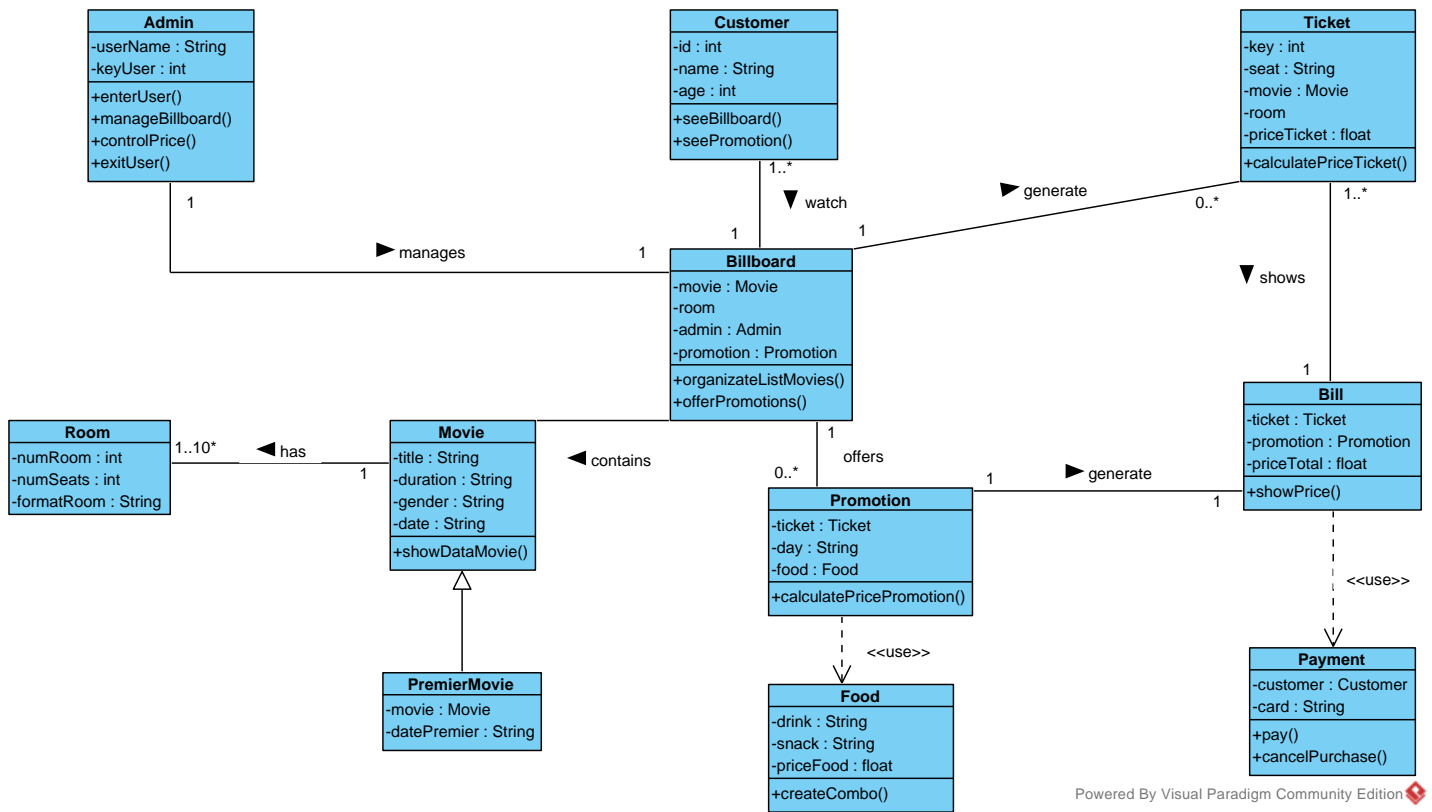 Admin
-userName : String
-keyUser : int
+enterUser()
+manageBillboard()
+controlPrice()
+exitUser()
Customer
-id : int
-name : String
-age : int
+seeBillboard()
+seePromotion()
Ticket
-key : int
-seat : String
-movie : Movie
-room
-priceTicket : float
+calculatePriceTicket()
1
manages
1
1..*
watch
1
1
generate
0..*
1..*
shows
1
Billboard
-movie : Movie
-room
-admin : Admin
-promotion : Promotion
+organizateListMovies()
+offerPromotions()
Room
-numRoom : int
-numSeats : int
-formatRoom : String
1..10*
has
1
Movie
-title : String
-duration : String
-gender : String
-date : String
+showDataMovie()
contains
1
offers
0..*
Promotion
-ticket : Ticket
-day : String
-food : Food
+calculatePricePromotion()
1
generate
1
Bill
-ticket : Ticket
-promotion : Promotion
-priceTotal : float
+showPrice()
<<use>>
<<use>>
PremierMovie
-movie : Movie
-datePremier : String
Food
-drink : String
-snack : String
-priceFood : float
+createCombo()
Payment
-customer : Customer
-card : String
+pay()
+cancelPurchase()
Powered By Visual Paradigm Community Edition